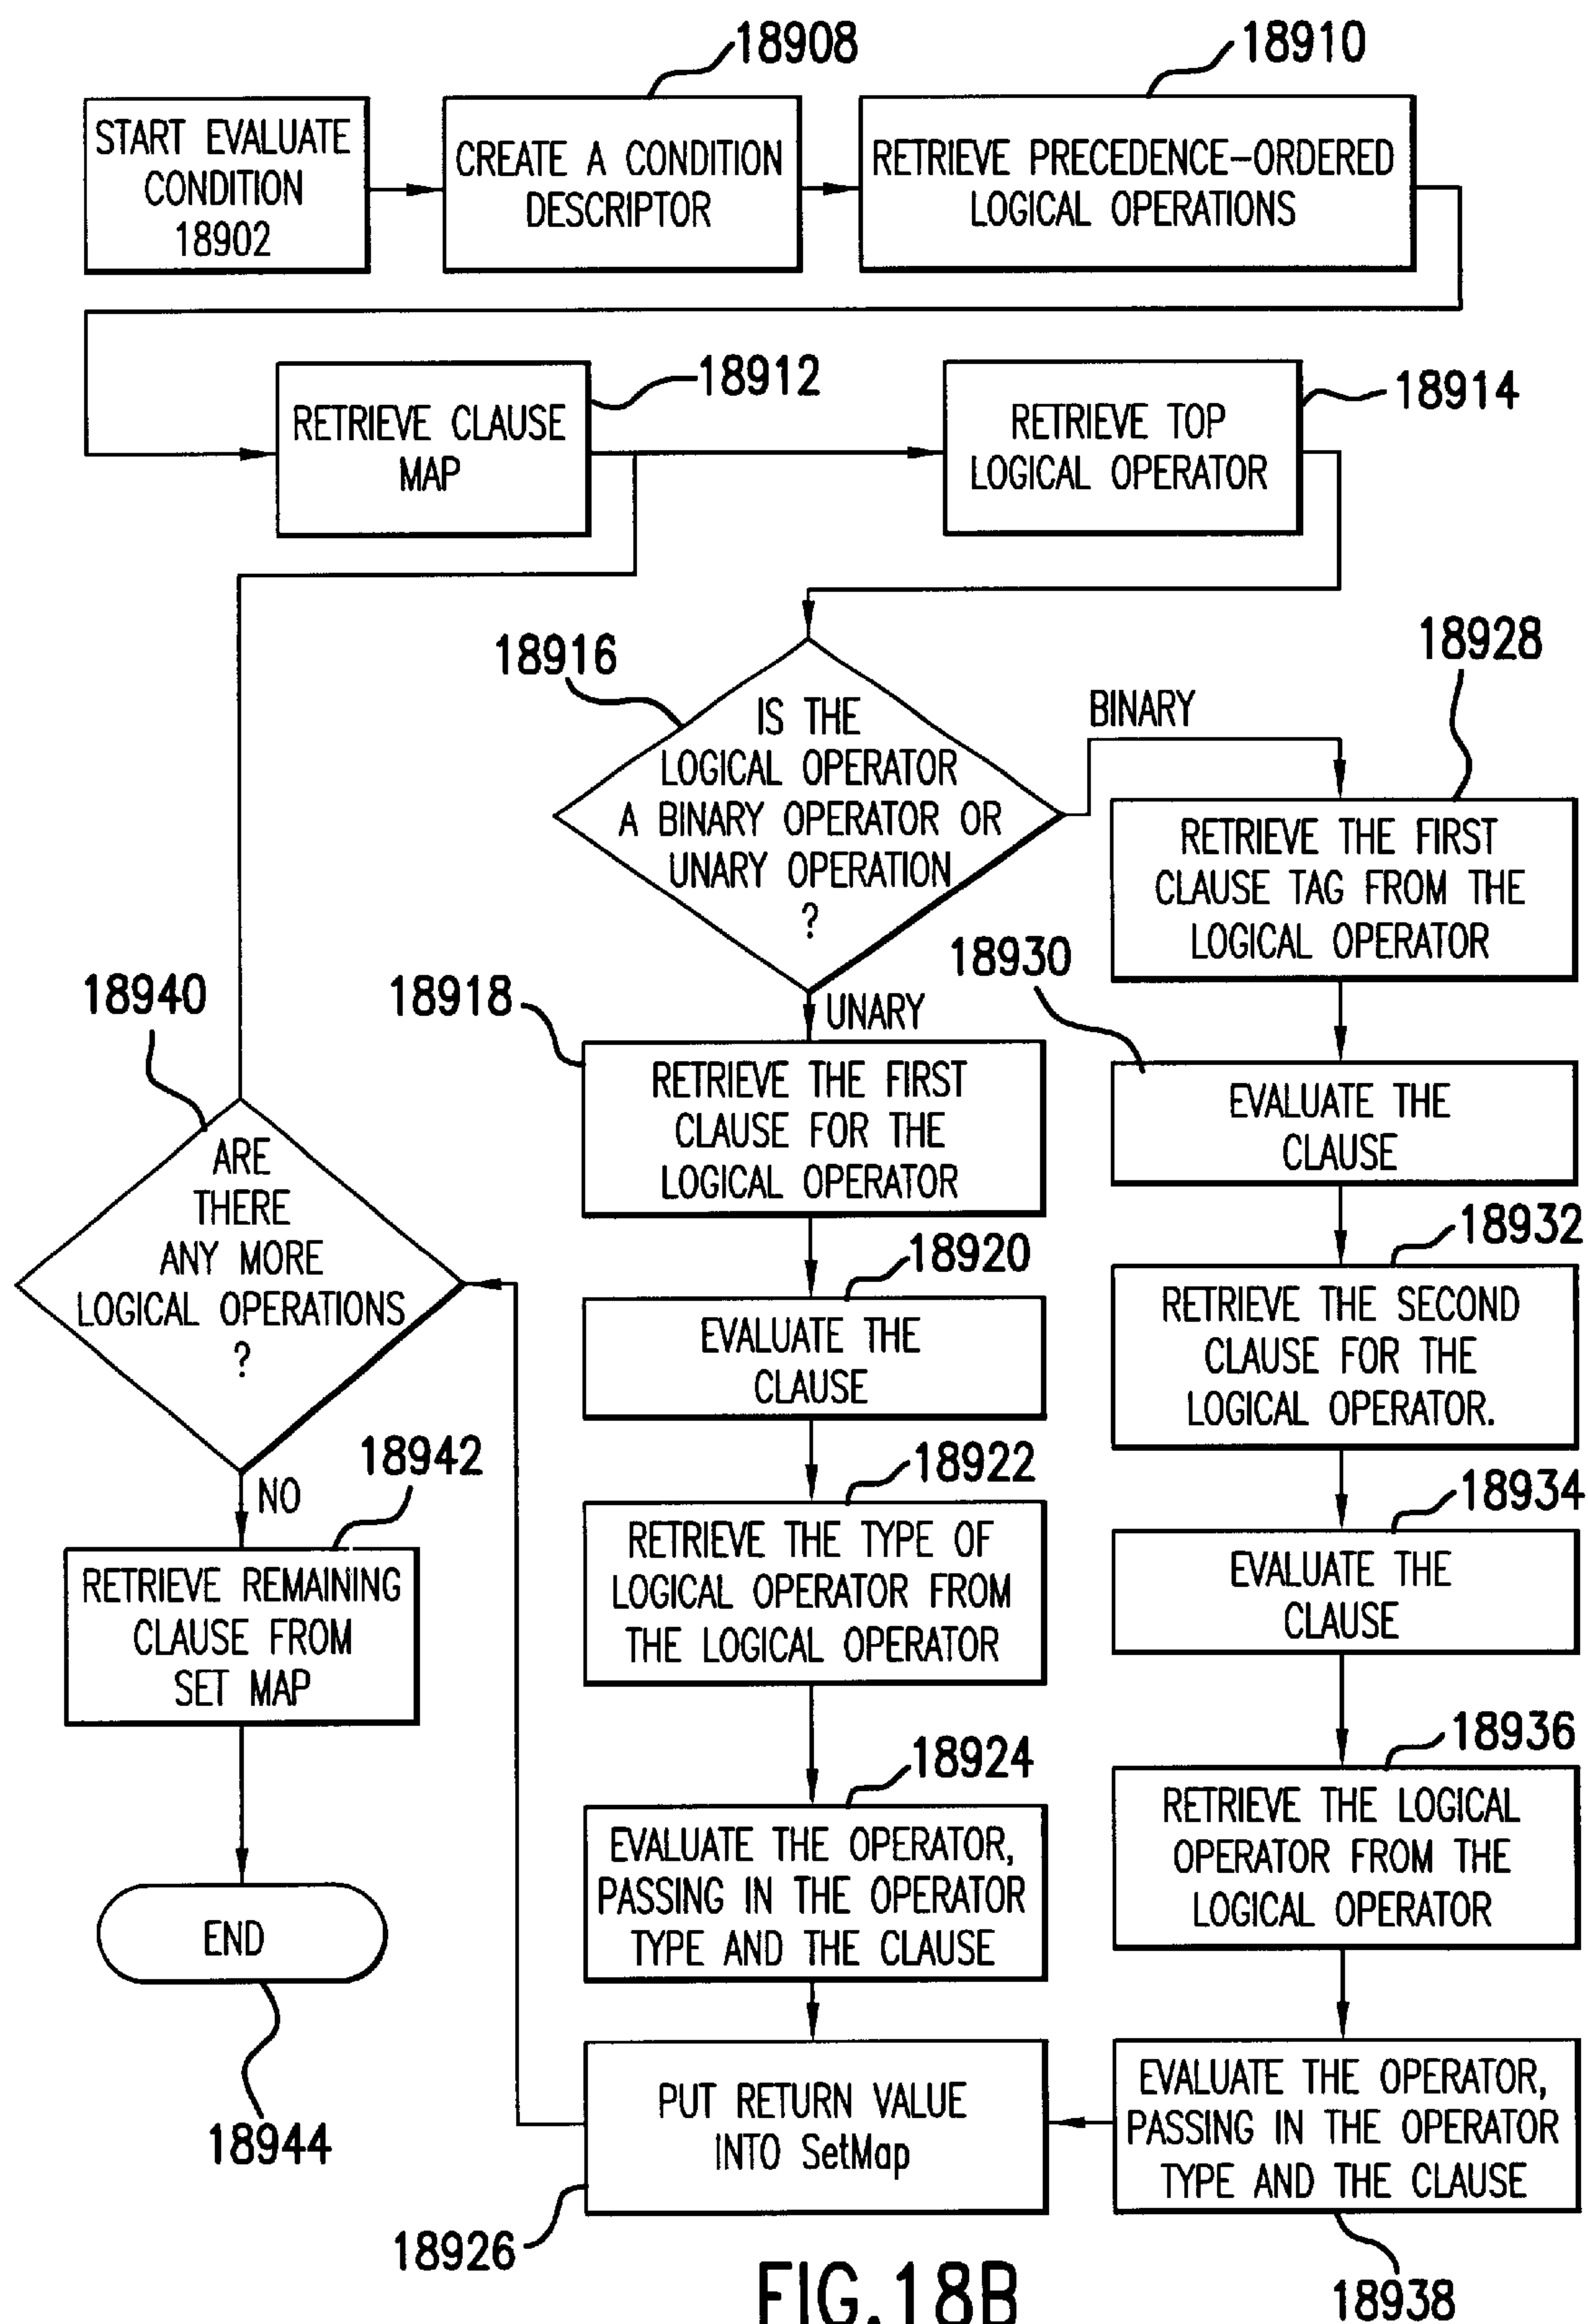 18908
18910
START EVALUATE
CONDITION
18902
CREATE A CONDITION
DESCRIPTOR
RETRIEVE PRECEDENCE-ORDERED
LOGICAL OPERATIONS
18912
18914
RETRIEVE CLAUSE
MAP
RETRIEVE TOP
LOGICAL OPERATOR
18916
IS THE
LOGICAL OPERATOR
A BINARY OPERATOR OR
UNARY OPERATION
?
BINARY
UNARY
18928
RETRIEVE THE FIRST
CLAUSE TAG FROM THE
LOGICAL OPERATOR
18930
EVALUATE THE
CLAUSE
18932
RETRIEVE THE SECOND
CLAUSE FOR THE
LOGICAL OPERATOR.
18934
EVALUATE THE
CLAUSE
18936
RETRIEVE THE LOGICAL
OPERATOR FROM THE
LOGICAL OPERATOR
EVALUATE THE OPERATOR,
PASSING IN THE OPERATOR
TYPE AND THE CLAUSE
18938
18918
RETRIEVE THE FIRST
CLAUSE FOR THE
LOGICAL OPERATOR
18920
EVALUATE THE
CLAUSE
18922
RETRIEVE THE TYPE OF
LOGICAL OPERATOR FROM
THE LOGICAL OPERATOR
18924
EVALUATE THE OPERATOR,
PASSING IN THE OPERATOR
TYPE AND THE CLAUSE
PUT RETURN VALUE
INTO SetMap
18926
18940
ARE
THERE
ANY MORE
LOGICAL OPERATIONS
?
NO
18942
RETRIEVE REMAINING
CLAUSE FROM
SET MAP
END
18944
FIG.18B